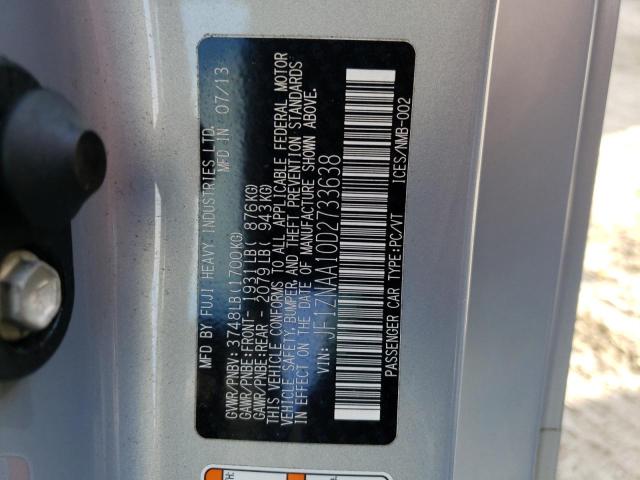 MFD BY FUJI HEAVY INDUSTRIES LTD.
MFD IN 07/13
GVWR/PNBV: 3748LB(1700KG)
GAWR/PNBE:FRONT- 1931LB( 876KG)
GAWR/PNBE:REAR - 2079LB( 943KG)
THIS VEHICLE CONFORMS TO ALL APPLICABLE FEDERAL MOTOR
VEHICLE SAFETY,BUMPER, AND THEFT PREVENTION STANDARDS
IN EFFECT ON THE DATE OF MANUFACTURE SHOWN ABOVE.
VIN: JF1ZNAA10D2733638
PASSENGER CAR TYPE:PC/VT ICES/NMB-002